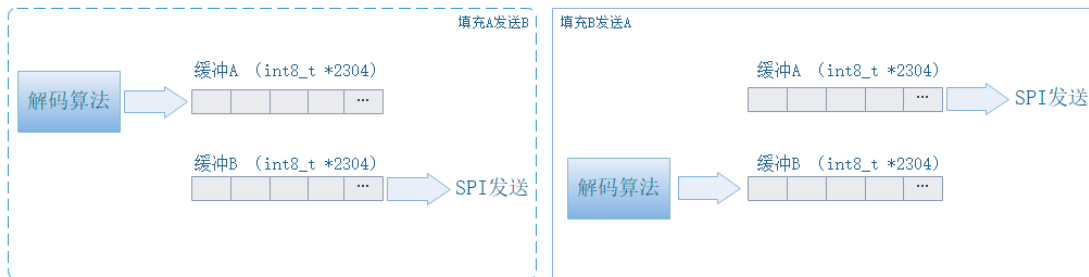 填充A发送B
缓冲A (int8_t *2304)
解码算法
...
缓冲B (int8_t *2304)
...
SPI发送
填充B发送A
缓冲A (int8_t *2304)
...
SPI发送
缓冲B (int8_t *2304)
解码算法
...